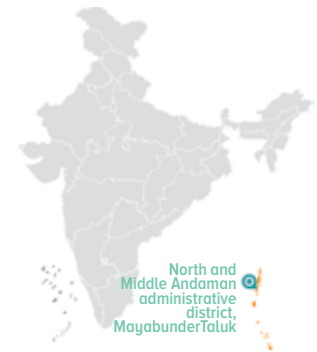 North and
Middle Andaman
administrative
district,
MayabunderTaluk